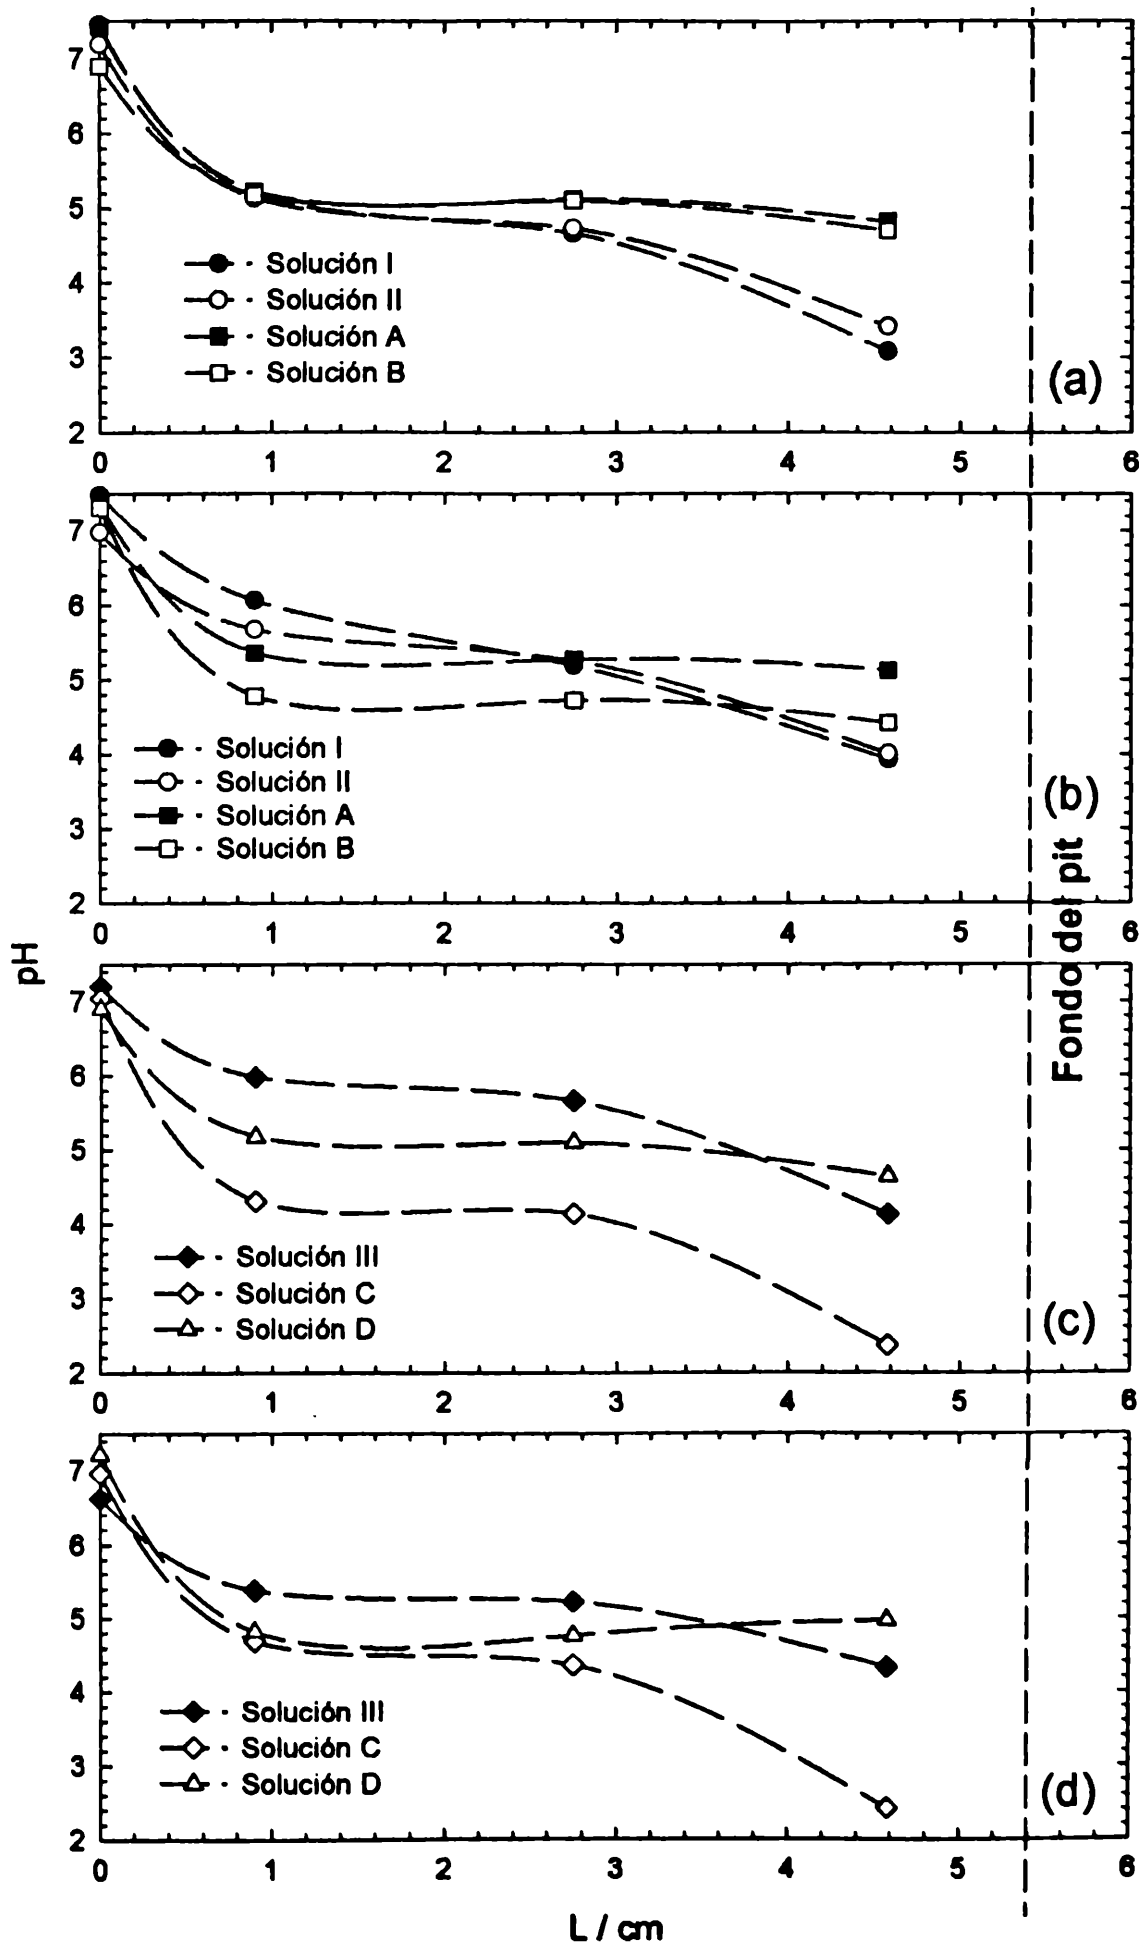 7
6
5
4
3
2
Solución I
Solución II
Solución A
Solución B
(a)
0 1 2 3 4 5 6
7
6
5
4
3
2
Solución I
Solución II
Solución A
Solución B
(b)
0 1 2 3 4 5 6
pH
Fondo del pit
7
6
5
4
3
2
Solución III
Solución C
Solución D
(c)
0 1 2 3 4 5 6
7
6
5
4
3
2
Solución III
Solución C
Solución D
(d)
0 1 2 3 4 5 6
L / cm